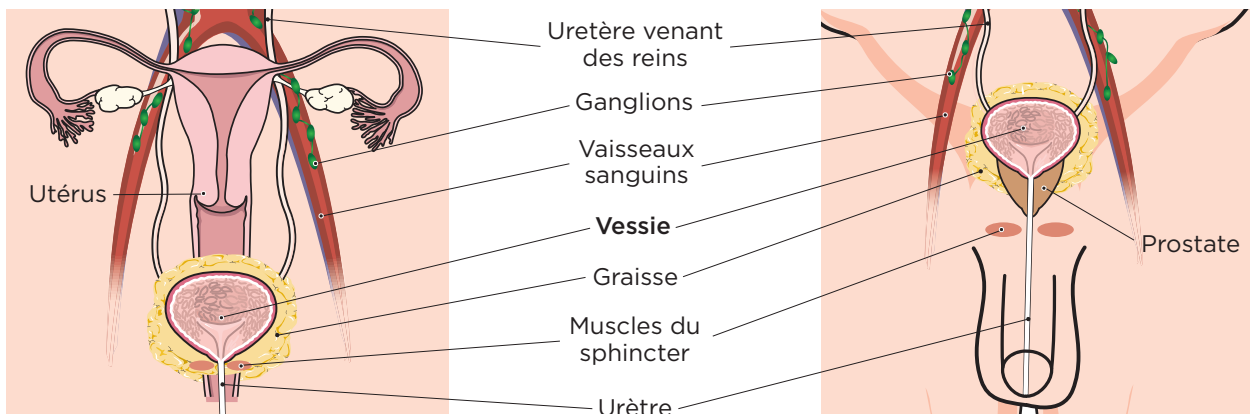 Uretère venant
des reins
Ganglions
Vaisseaux
sanguins
Utérus
Vessie
Prostate
Graisse
Muscles du
sphincter
Urètre